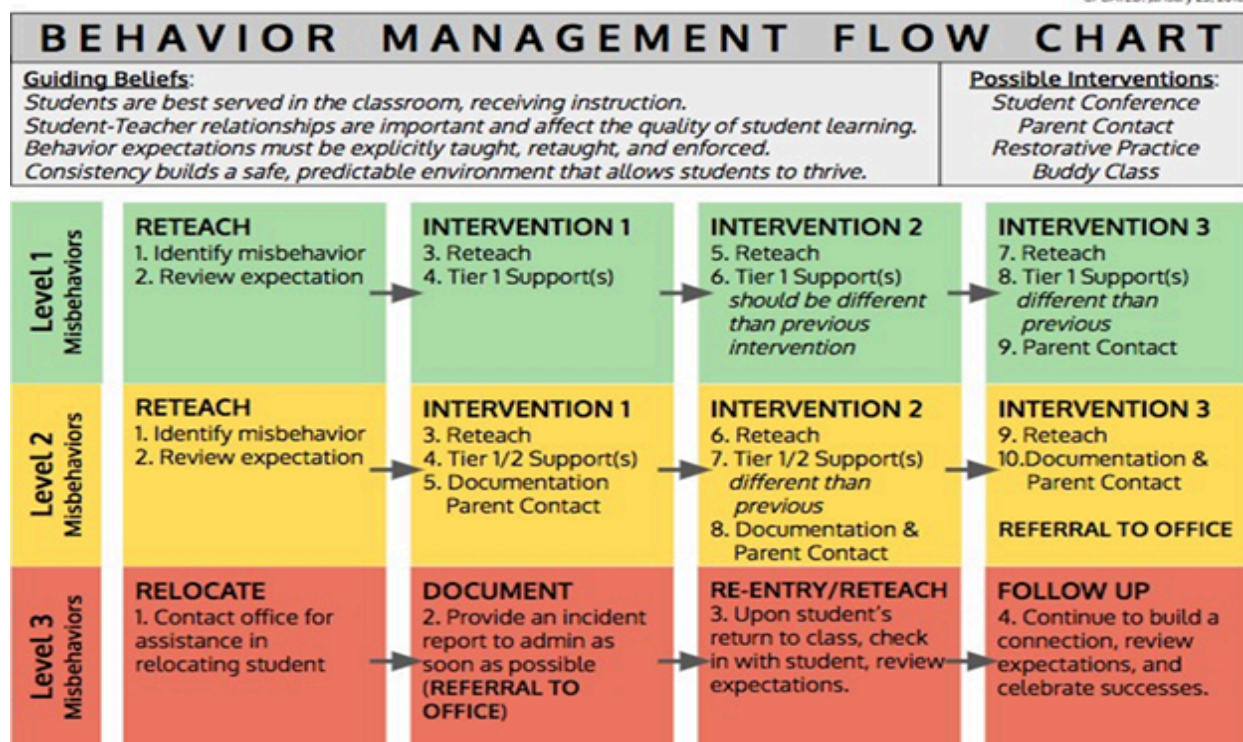 BEHAVIOR MANAGEMENT FLOW CHART
Guiding Beliefs:
Students are best served in the classroom, receiving instruction.
Student-Teacher relationships are important and affect the quality of student learning.
Behavior expectations must be explicitly taught, retaught, and enforced.
Consistency builds a safe, predictable environment that allows students to thrive.
Possible Interventions:
Student Conference
Parent Contact
Restorative Practice
Buddy Class
Level 1
Misbehaviors
RETEACH
1. Identify misbehavior
2. Review expectation
INTERVENTION 1
3. Reteach
4. Tier 1 Support(s)
INTERVENTION 2
5. Reteach
6. Tier 1 Support(s)
should be different
than previous
intervention
INTERVENTION 3
7. Reteach
8. Tier 1 Support(s)
different than
previous
9. Parent Contact
Level 2
Misbehaviors
RETEACH
1. Identify misbehavior
2. Review expectation
INTERVENTION 1
3. Reteach
4. Tier 1/2 Support(s)
5. Documentation
Parent Contact
INTERVENTION 2
6. Reteach
7. Tier 1/2 Support(s)
different than
previous
8. Documentation &
Parent Contact
INTERVENTION 3
9. Reteach
10.Documentation &
Parent Contact
REFERRAL TO OFFICE
Level 3
Misbehaviors
RELOCATE
1. Contact office for
assistance in
relocating student
DOCUMENT
2. Provide an incident
report to admin as
soon as possible
(REFERRAL TO
OFFICE)
RE-ENTRY/RETEACH
3. Upon student's
return to class, check
in with student, review
expectations.
FOLLOW UP
4. Continue to build a
connection, review
expectations, and
celebrate successes.